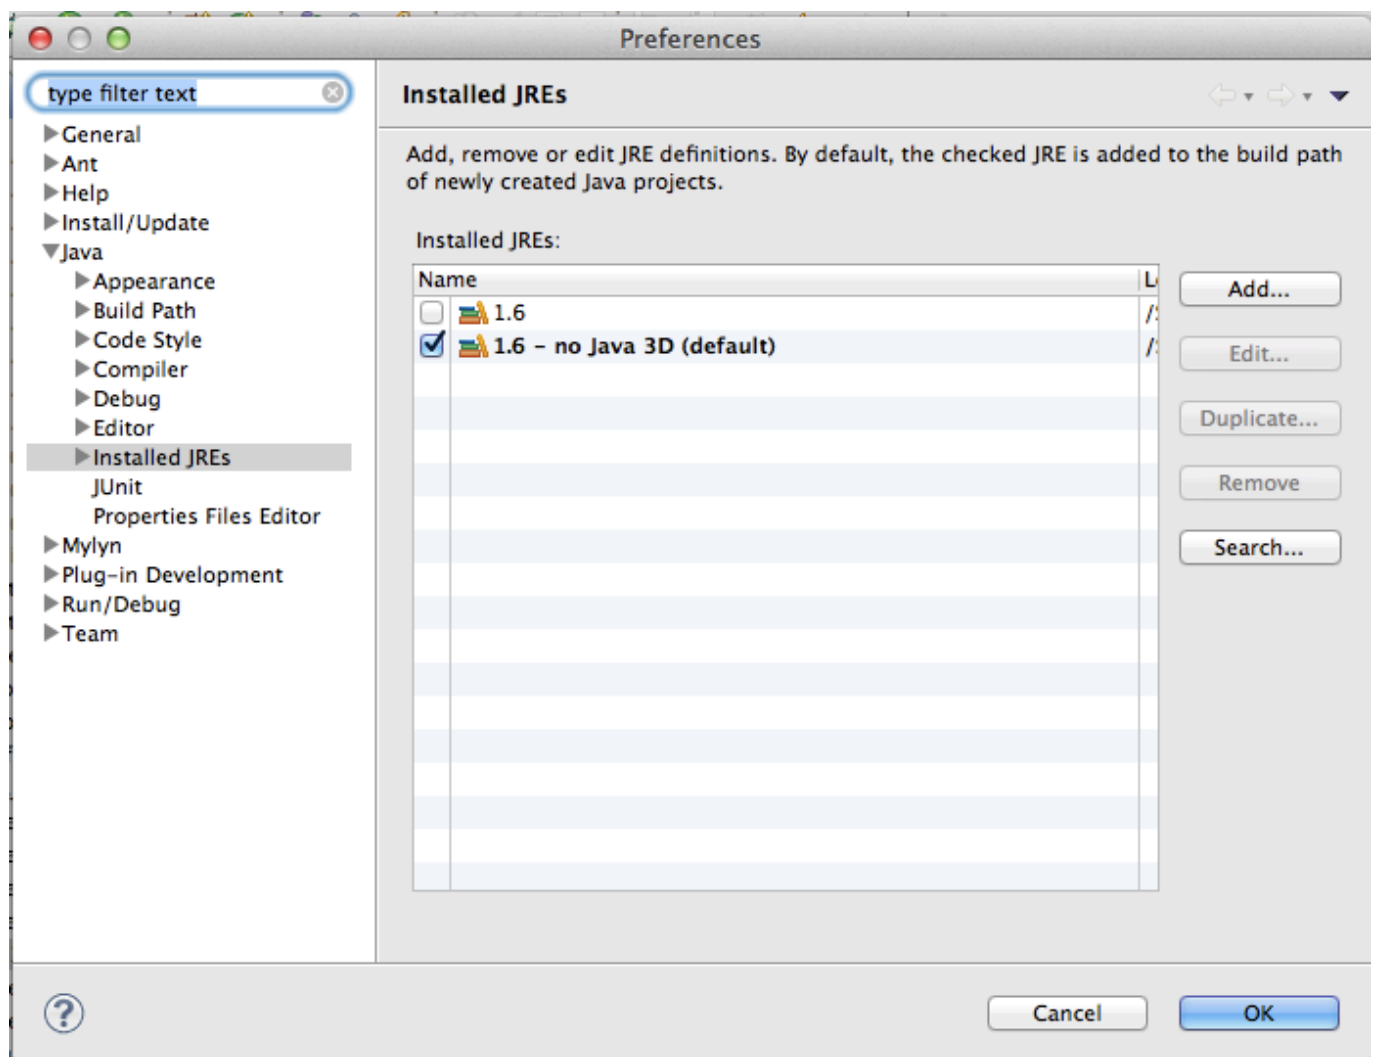 Preferences
type filter text
General
Ant
Help
Install/Update
Java
Appearance
Build Path
Code Style
Compiler
Debug
Editor
Installed JREs
JUnit
Properties Files Editor
Mylyn
Plug-in Development
Run/Debug
Team
Installed JREs
Add, remove or edit JRE definitions. By default, the checked JRE is added to the build path
of newly created Java projects.
Installed JREs:
Name
1.6
1.6 – no Java 3D (default)
Add...
Edit...
Duplicate...
Remove
Search...
?
Cancel
OK